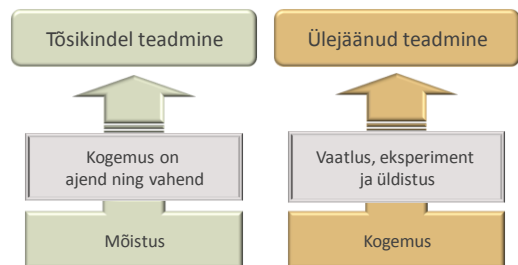 Tõsikindel teadmine
Ülejäänud teadmine
Kogemus on
ajend ning vahend
Vaatlus, eksperiment
ja üldistus
Mõistus
Kogemus